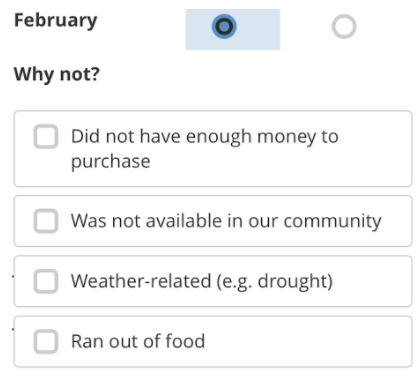 February
Why not?
Did not have enough money to
purchase
Was not available in our community
Weather-related (e.g. drought)
Ran out of food